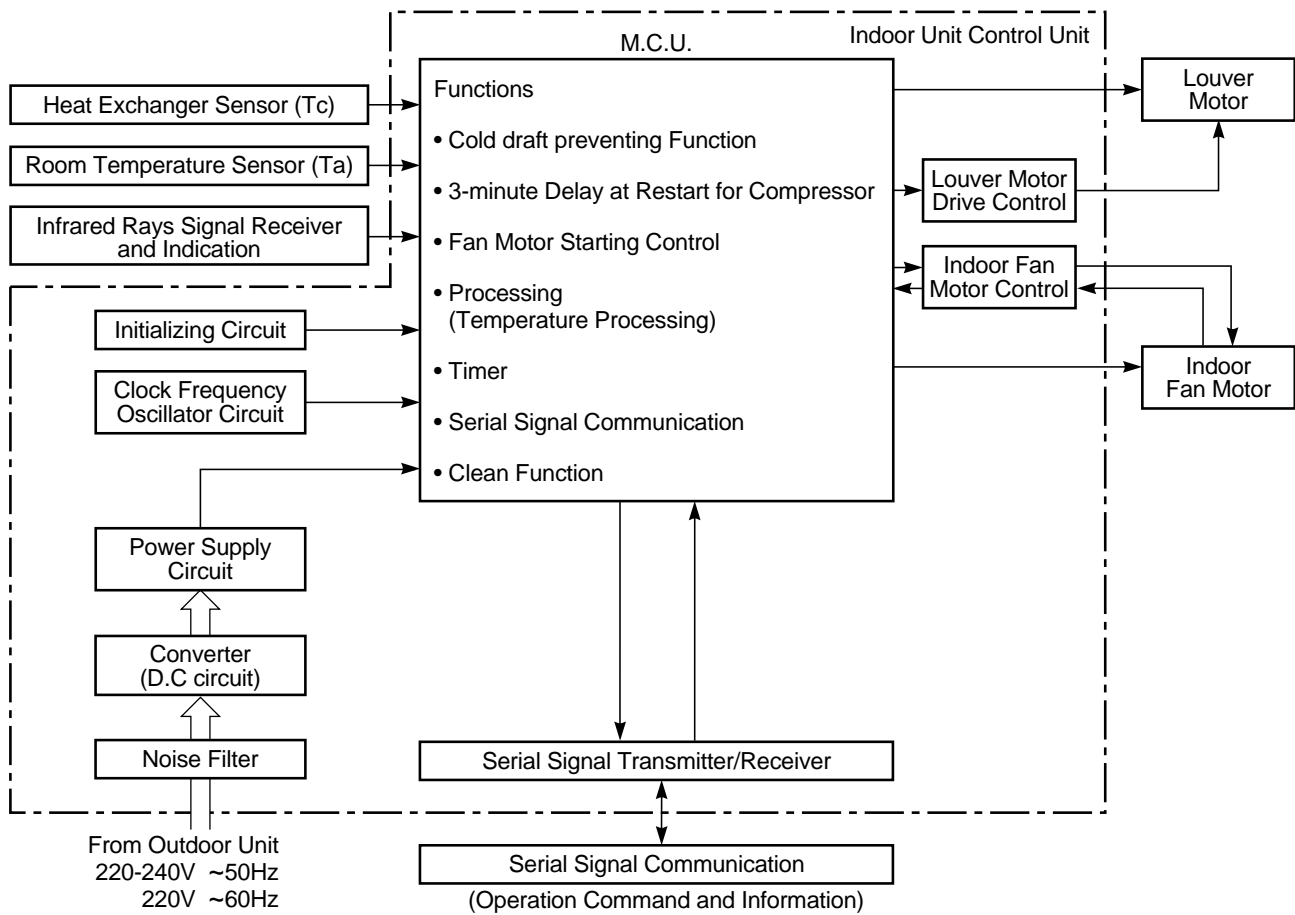 M.C.U.
Indoor Unit Control Unit
Heat Exchanger Sensor (Tc)
Room Temperature Sensor (Ta)
Infrared Rays Signal Receiver
and Indication
Initializing Circuit
Clock Frequency
Oscillator Circuit
Power Supply
Circuit
Converter
(D.C circuit)
Noise Filter
From Outdoor Unit
220-240V ~50Hz
220V ~60Hz
Functions
• Cold draft preventing Function
• 3-minute Delay at Restart for Compressor
• Fan Motor Starting Control
• Processing
(Temperature Processing)
• Timer
• Serial Signal Communication
• Clean Function
Louver
Motor
Louver Motor
Drive Control
Indoor Fan
Motor Control
Indoor
Fan Motor
Serial Signal Transmitter/Receiver
Serial Signal Communication
(Operation Command and Information)